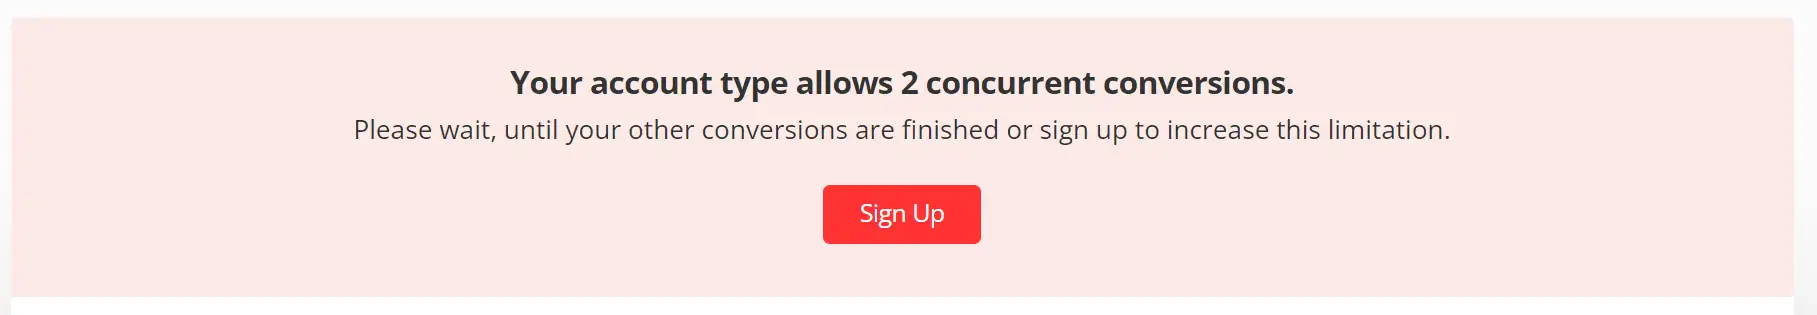 Your account type allows 2 concurrent conversions.
Please wait, until your other conversions are finished or sign up to increase this limitation.
Sign Up